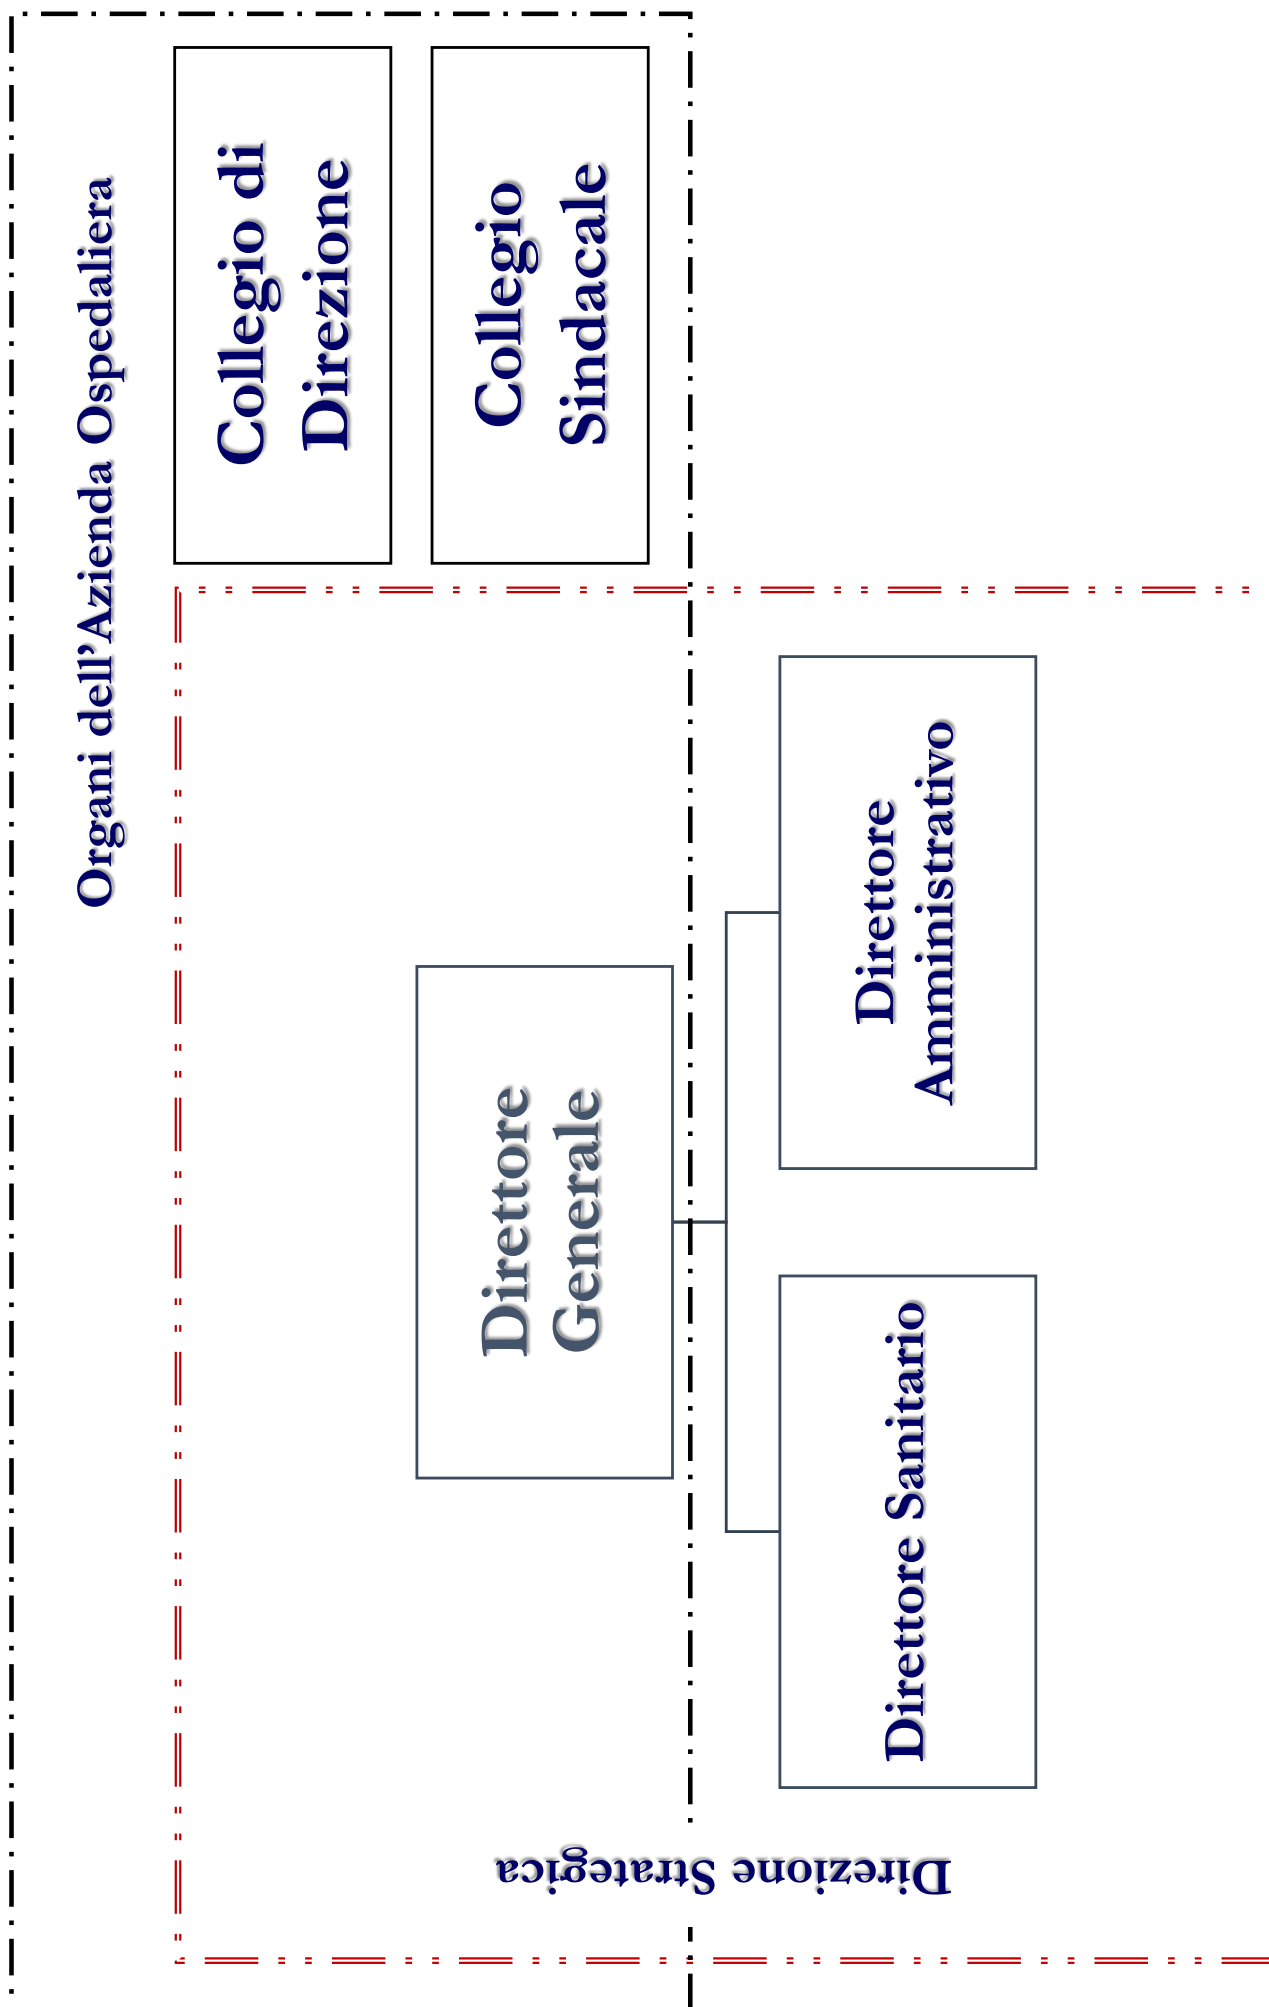 Organi dell’Azienda Ospedaliera
Collegio di
Direzione
Collegio
Sindacale
Direttore
Generale
Direttore
Amministrativo
Direttore Sanitario
Direzione Strategica